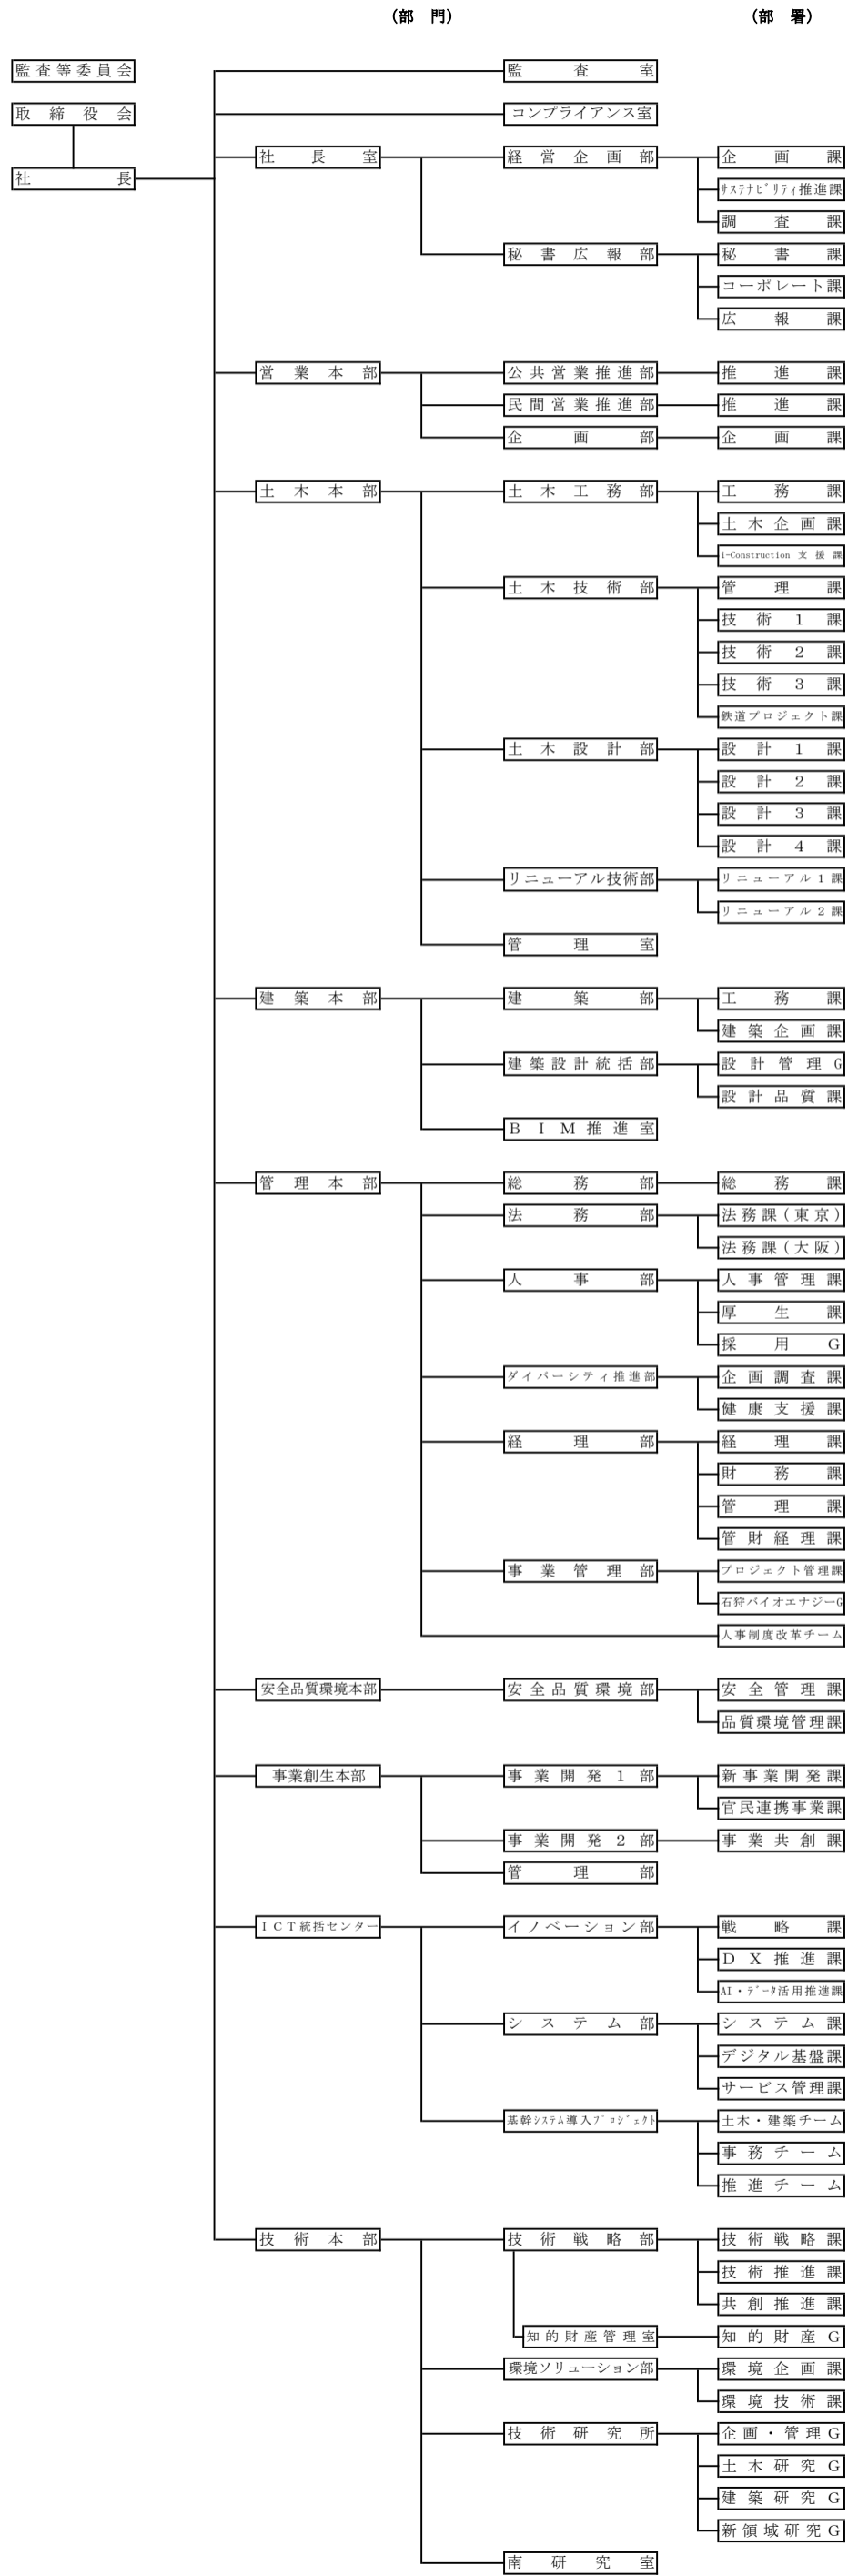 （部　門）　（部　署）
監査等委員会　監査室
取締役会　コンプライアンス室
社長室　経営企画部　企画課
社長　ｻｽﾃﾅﾋﾞﾘﾃｨ推進課
調査課
秘書広報部　秘書課
コーポレート課
広報課
営業本部　公共営業推進部　推進課
民間営業推進部　推進課
企画部　企画課
土木本部　土木工務部　工務課
土木企画課
i-Construction 支援課
土木技術部　管理課
技術１課
技術２課
技術３課
鉄道プロジェクト課
土木設計部　設計１課
設計２課
設計３課
設計４課
リニューアル技術部　リニューアル１課
リニューアル２課
管理室
建築本部　建築部　工務課
建築企画課
建築設計統括部　設計管理G
設計品質課
ＢＩＭ推進室
管理本部　総務部　総務課
法務部　法務課(東京)
法務課(大阪)
人事部　人事管理課
厚生課
採用G
ダイバーシティ推進部　企画調査課
健康支援課
経理部　経理課
財務課
管理課
管財経理課
事業管理部　プロジェクト管理課
石狩バイオエナジーG
人事制度改革チーム
安全品質環境本部　安全品質環境部　安全管理課
品質環境管理課
事業創生本部　事業開発１部　新事業開発課
官民連携事業課
事業開発２部　事業共創課
管理部
ＩＣＴ統括センター　イノベーション部　戦略課
ＤＸ推進課
AI・ﾃﾞｰﾀ活用推進課
システム部　システム課
デジタル基盤課
サービス管理課
基幹ｼｽﾃﾑ導入ﾌﾟﾛｼﾞｪｸﾄ　土木・建築チーム
事務チーム
推進チーム
技術本部　技術戦略部　技術戦略課
技術推進課
共創推進課
知的財産管理室　知的財産G
環境ソリューション部　環境企画課
環境技術課
技術研究所　企画・管理G
土木研究G
建築研究G
新領域研究G
南研究室